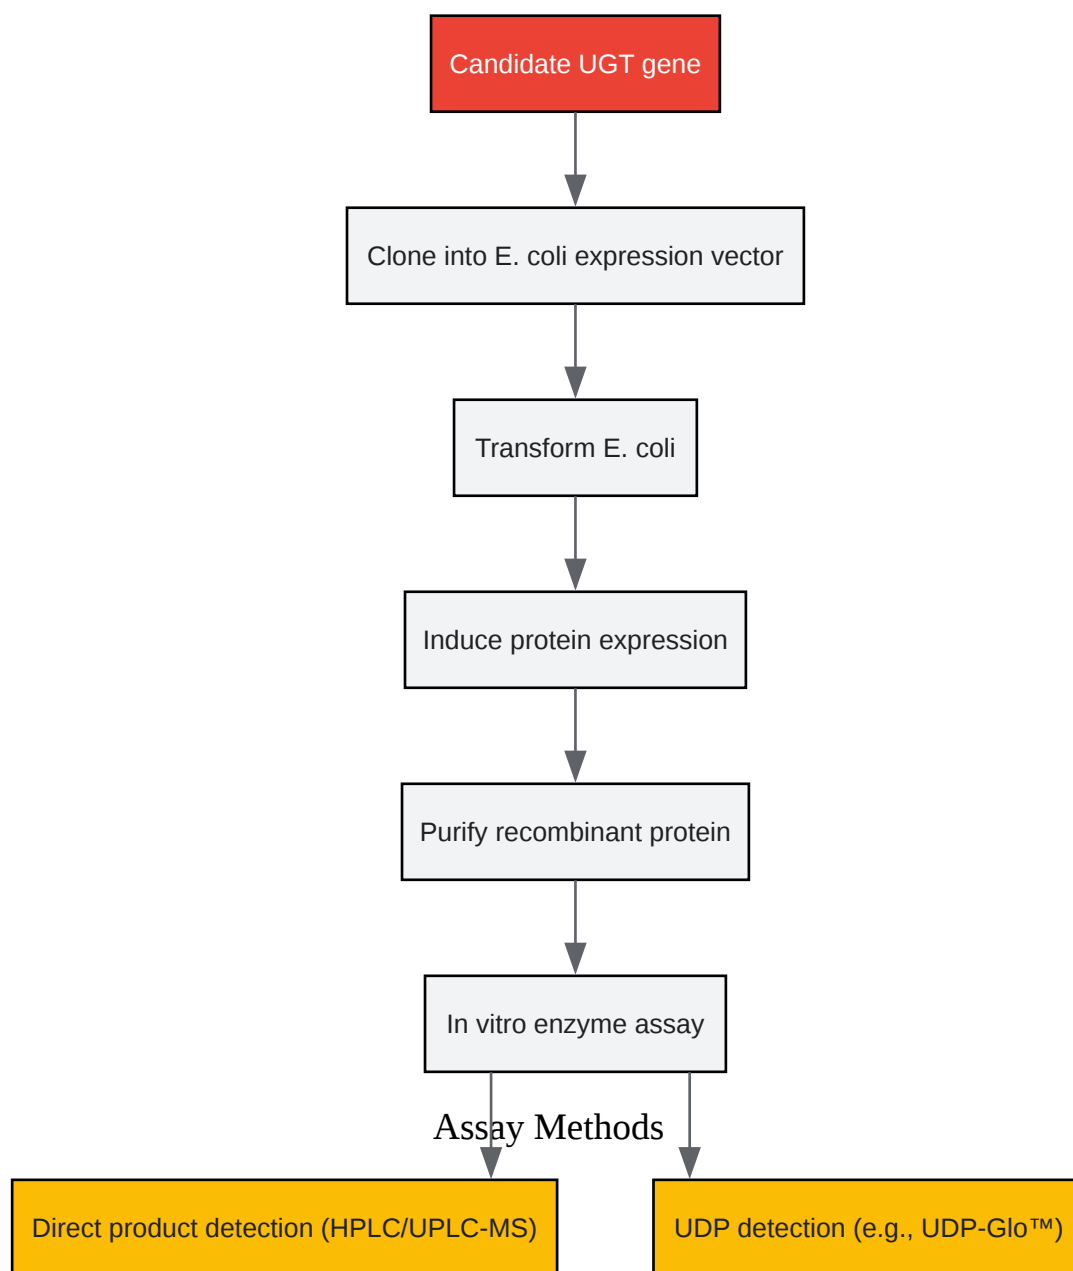 Candidate UGT gene
Clone into E. coli expression vector
Transform E. coli
Induce protein expression
Purify recombinant protein
In vitro enzyme assay
Assay Methods
Direct product detection (HPLC/UPLC-MS)
UDP detection (e.g., UDP-Glo™)